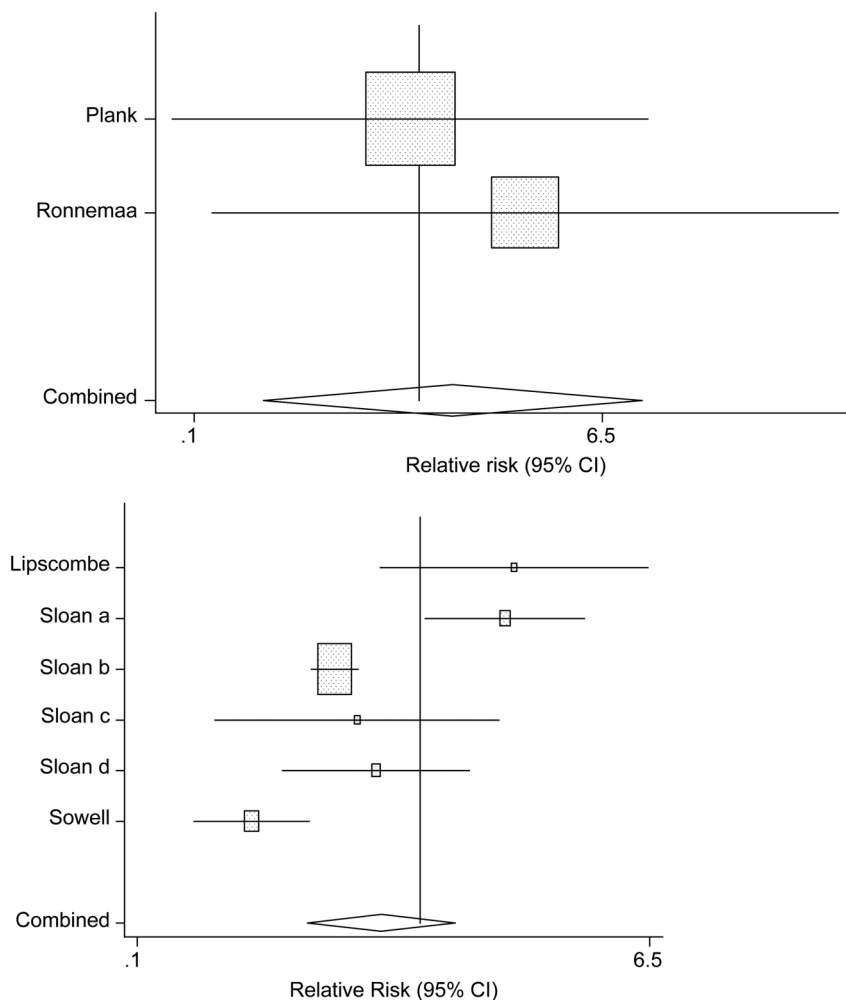 Plank
Ronnemaa
Combined
.1 6.5
Relative risk (95% CI)
Lipscombe
Sloan a
Sloan b
Sloan c
Sloan d
Sowell
Combined
.1 6.5
Relative Risk (95% CI)